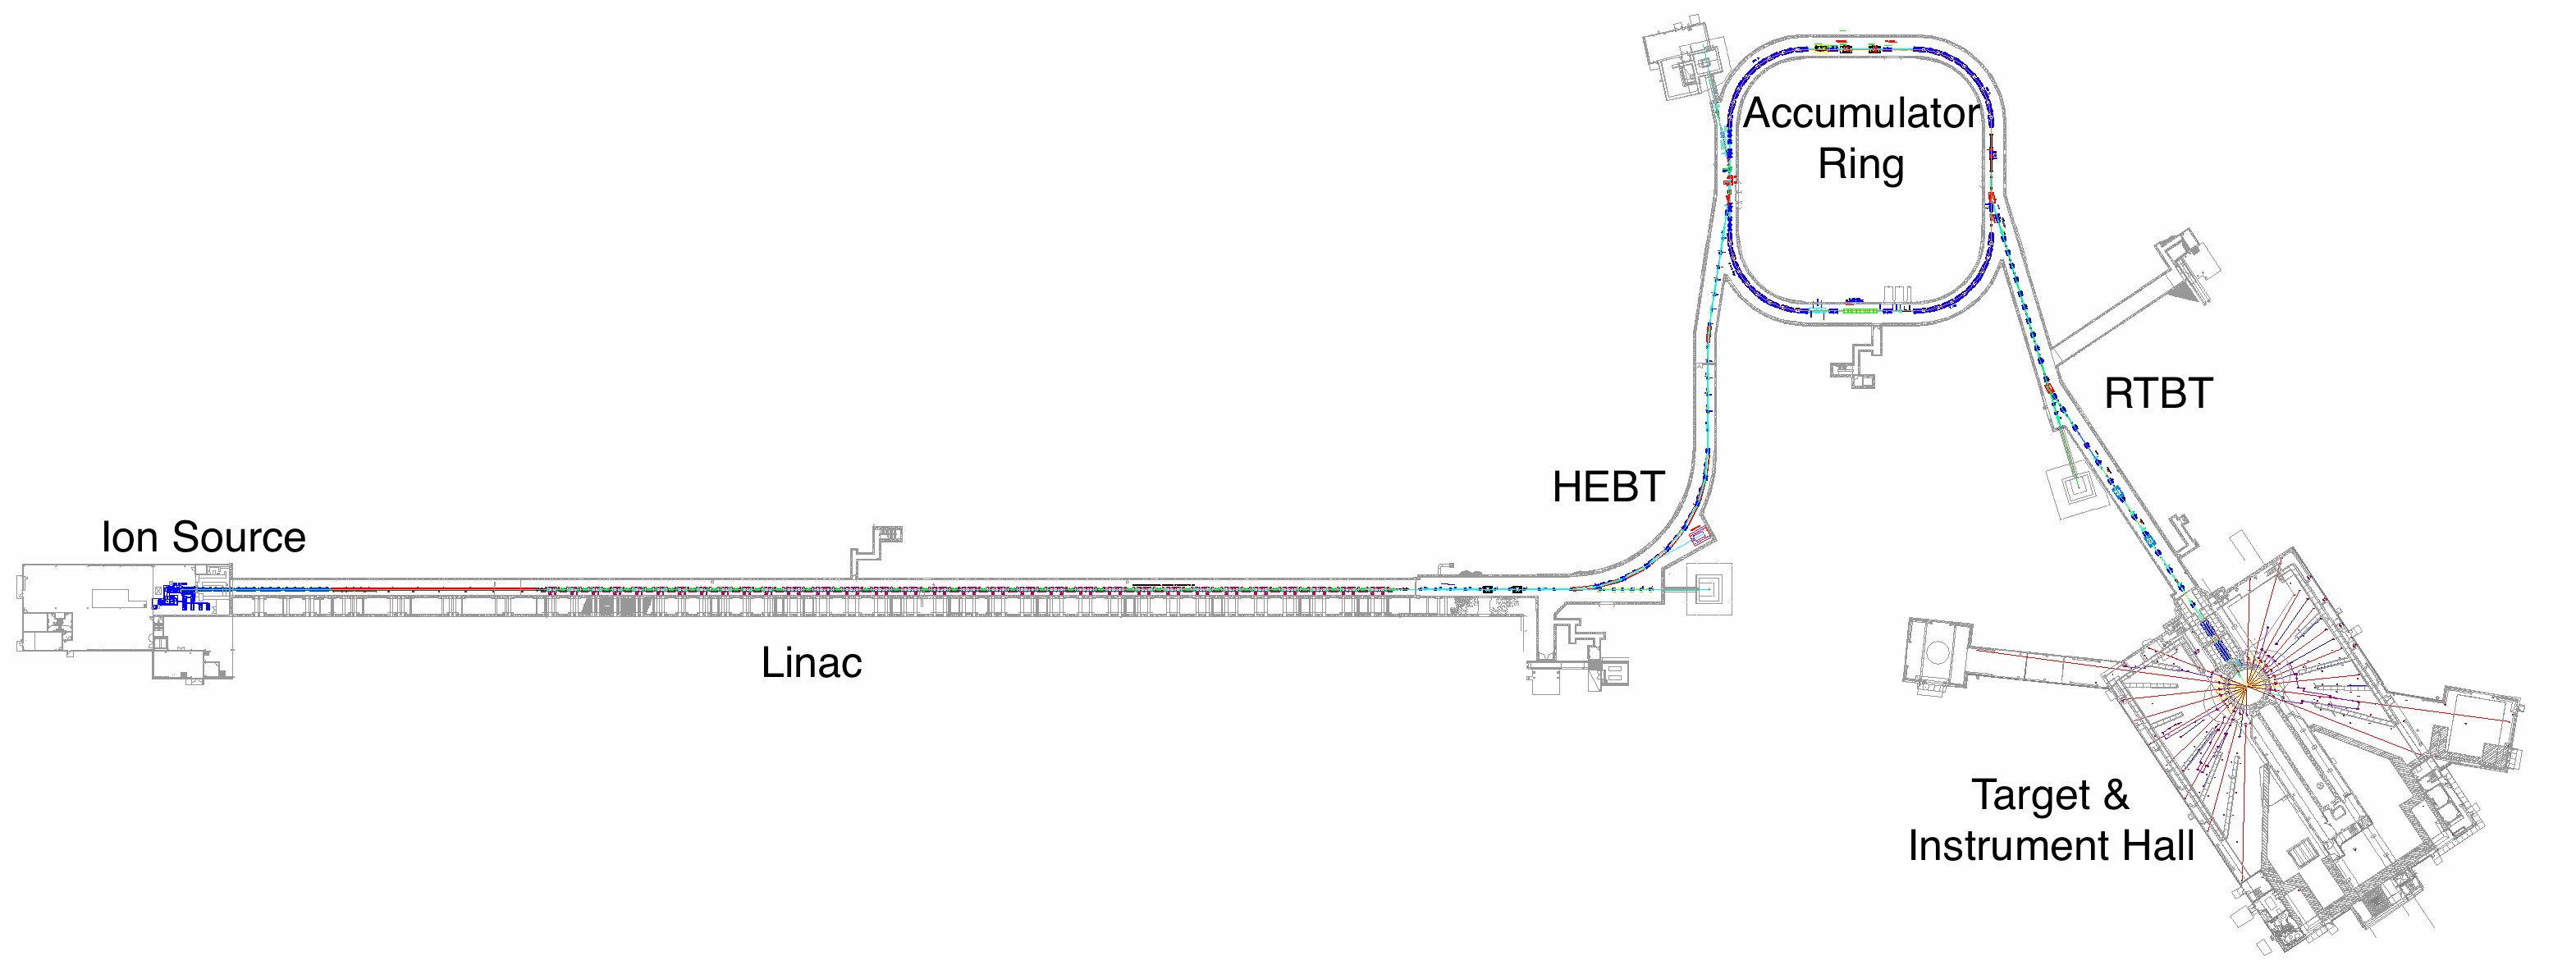 Accumulator
Ring
RTBT
HEBT
Ion Source
Linac
Target &
Instrument Hall